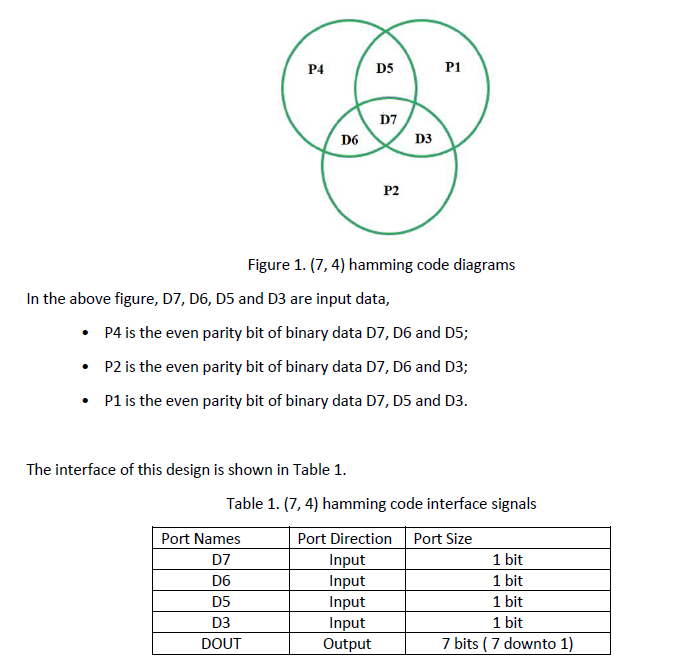 P4 D5 P1
D7
D6 D3
P2
Figure 1. (7, 4) hamming code diagrams
In the above figure, D7, D6, D5 and D3 are input data,
• P4 is the even parity bit of binary data D7, D6 and D5;
• P2 is the even parity bit of binary data D7, D6 and D3;
• P1 is the even parity bit of binary data D7, D5 and D3.
The interface of this design is shown in Table 1.
Table 1. (7, 4) hamming code interface signals
Port Names Port Direction Port Size
D7 Input 1 bit
D6 Input 1 bit
D5 Input 1 bit
D3 Input 1 bit
DOUT Output 7 bits ( 7 downto 1)